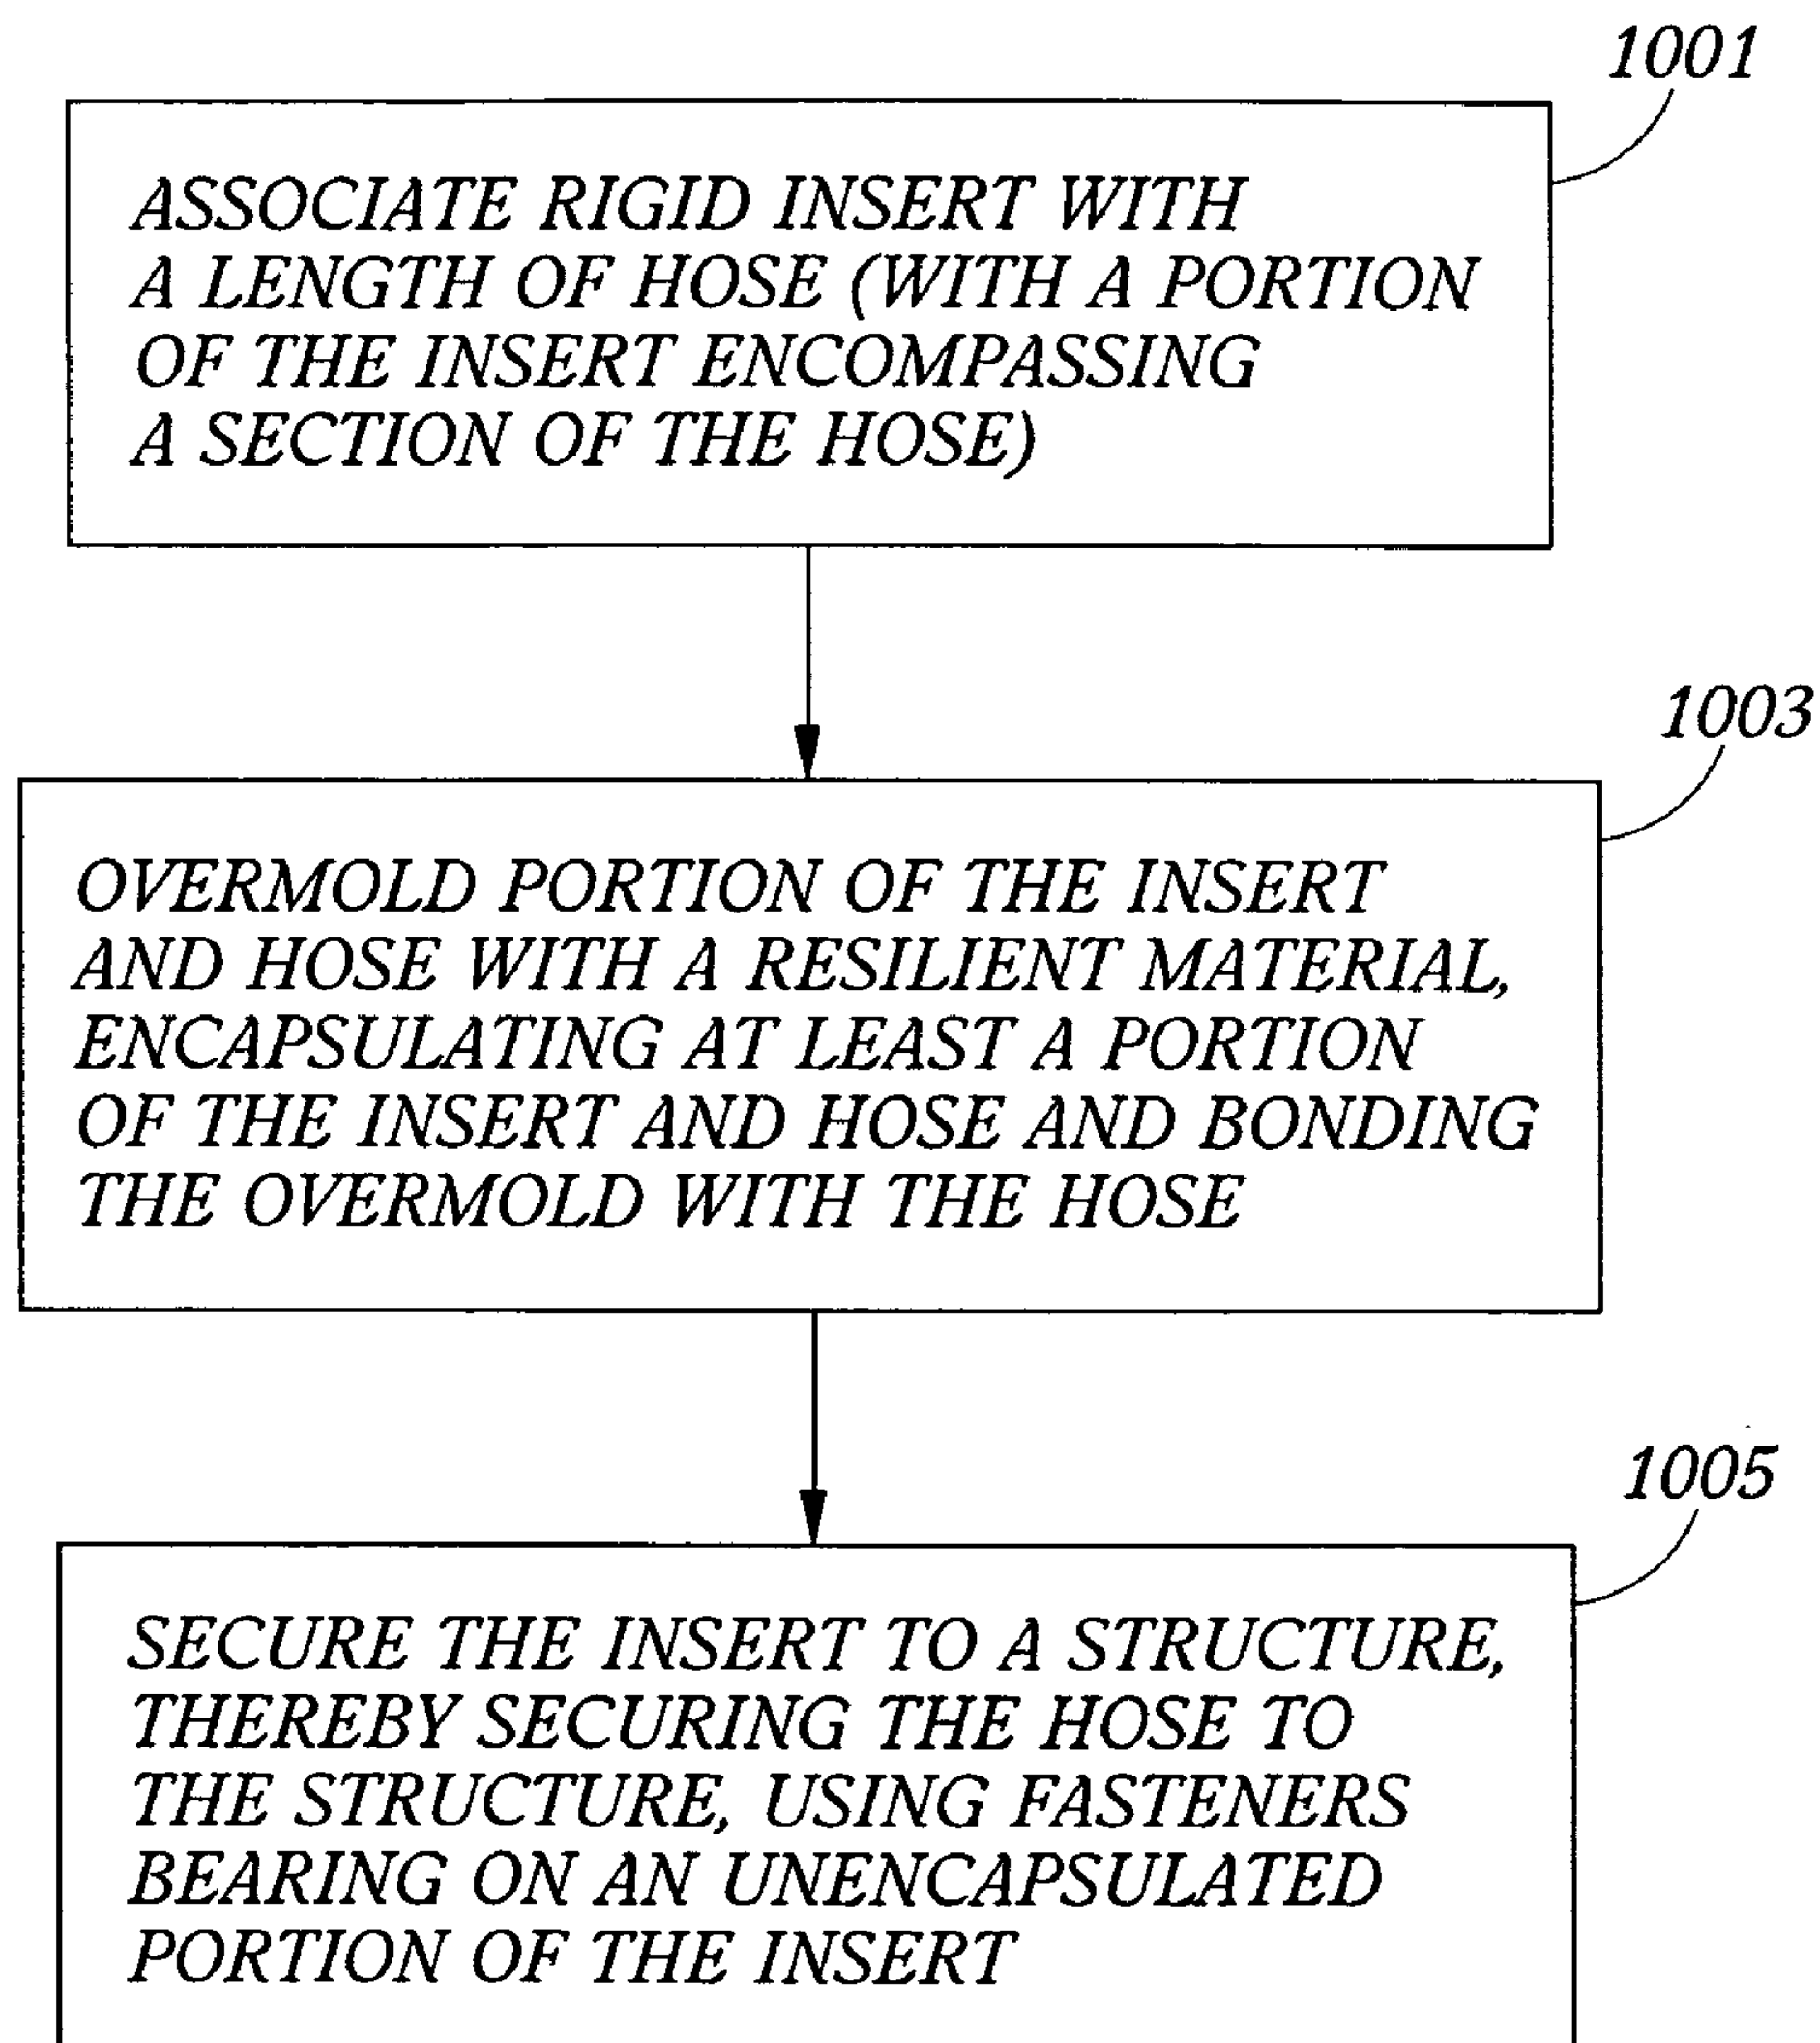 1001
ASSOCIATE RIGID INSERT WITH
A LENGTH OF HOSE (WITH A PORTION
OF THE INSERT ENCOMPASSING
A SECTION OF THE HOSE)
1003
OVERMOLD PORTION OF THE INSERT
AND HOSE WITH A RESILIENT MATERIAL,
ENCAPSULATING AT LEAST A PORTION
OF THE INSERT AND HOSE AND BONDING
THE OVERMOLD WITH THE HOSE
1005
SECURE THE INSERT TO A STRUCTURE,
THEREBY SECURING THE HOSE TO
THE STRUCTURE, USING FASTENERS
BEARING ON AN UNENCAPSULATED
PORTION OF THE INSERT